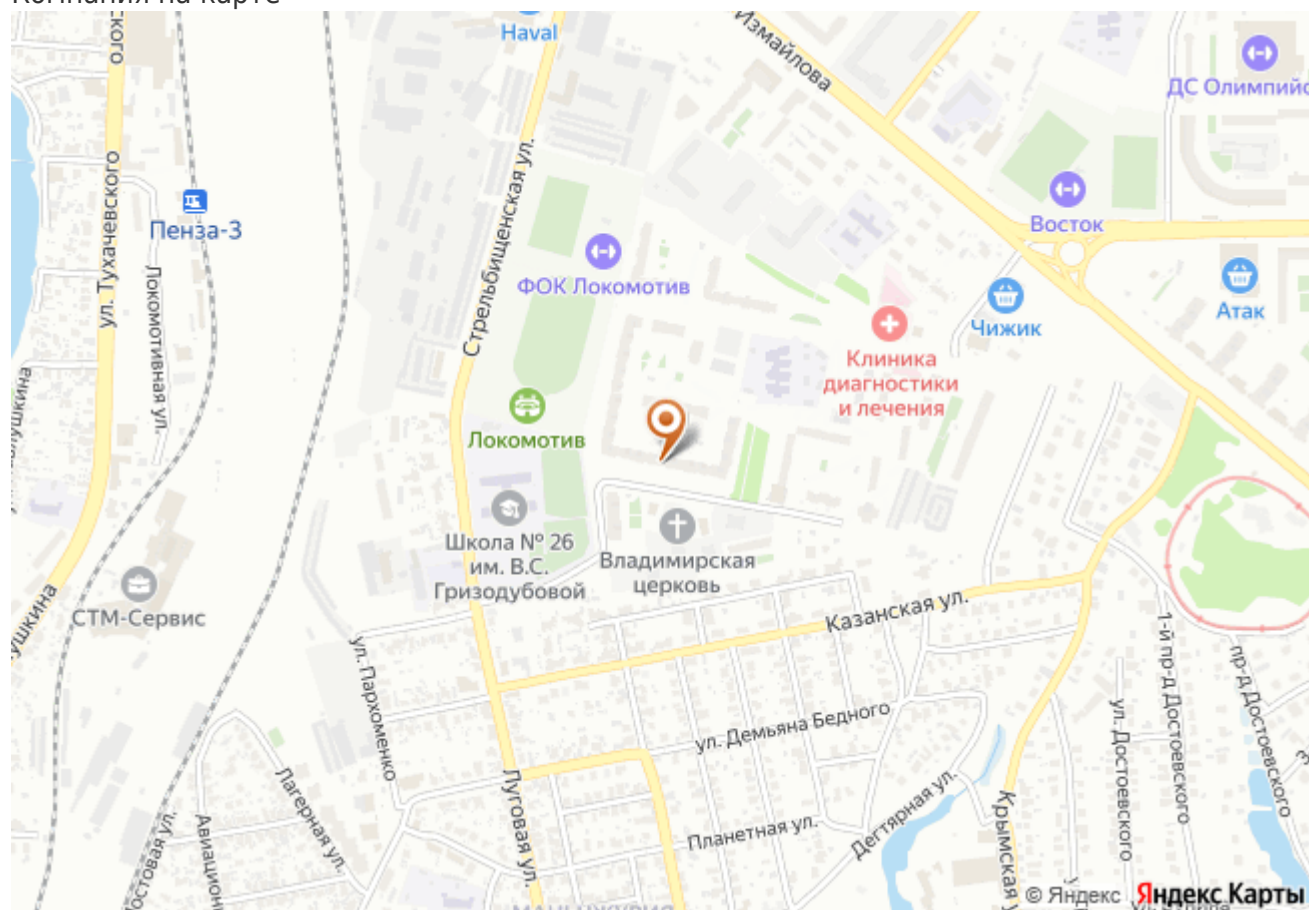 Haval
Измайлова
ДС Олимпийс
ул. Тухачевского
Стрельбищенская ул.
Пенза-3
Восток
Локомотивная ул.
ФОК Локомотив
Чижик
Атак
Клиника
диагностики
и лечения
Локомотив
Школа № 26
им. В.С.
Гризодубовой
Владимирская
церковь
СТМ-Сервис
Казанская ул.
1-й пр-д Достоевского
пр-д Достоевского
ул. Пархоменко
ул. Демьяна Бедного
ул. Достоевского
Лагерная ул.
Луговая ул.
Планетная ул.
Дегтярная ул.
Крымская у
Авиацион
© Яндекс Яндекс Карты